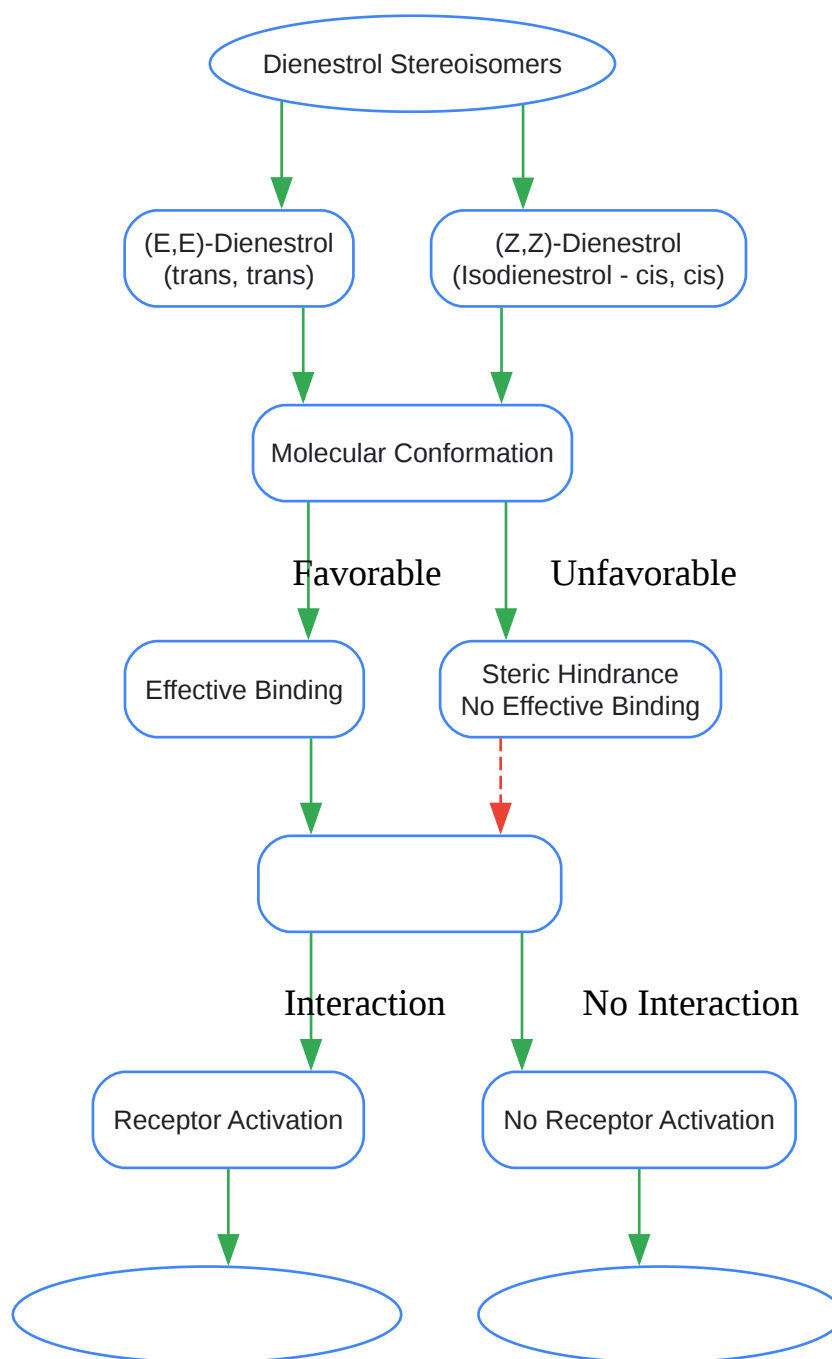 Dienestrol Stereoisomers
(E,E)-Dienestrol
(trans, trans)
(Z,Z)-Dienestrol
(Isodienestrol - cis, cis)
Molecular Conformation
Favorable
Unfavorable
Effective Binding
Steric Hindrance
No Effective Binding
Interaction
No Interaction
Receptor Activation
No Receptor Activation